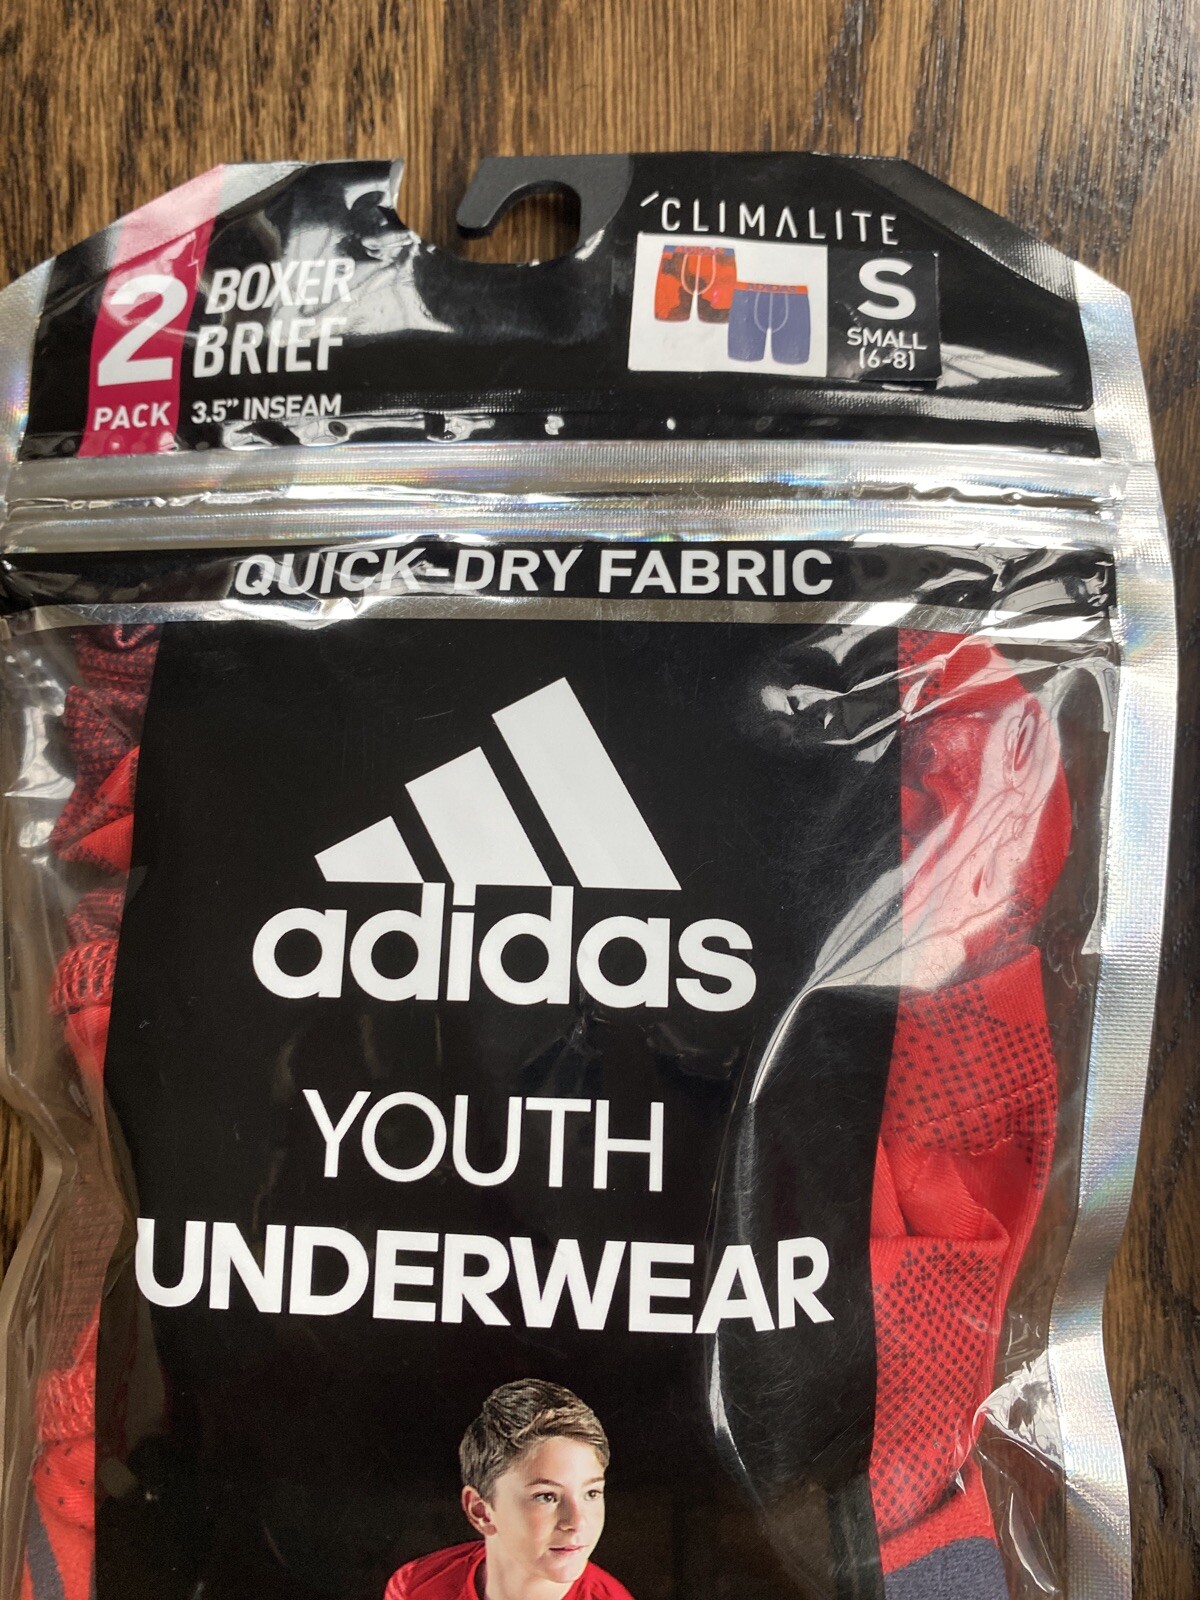 'CLIMALITE
2 PACK
BOXER
BRIEF
3.5" INSEAM
S
SMALL
(6-8)
QUICK-DRY FABRIC
adidas
YOUTH
UNDERWEAR